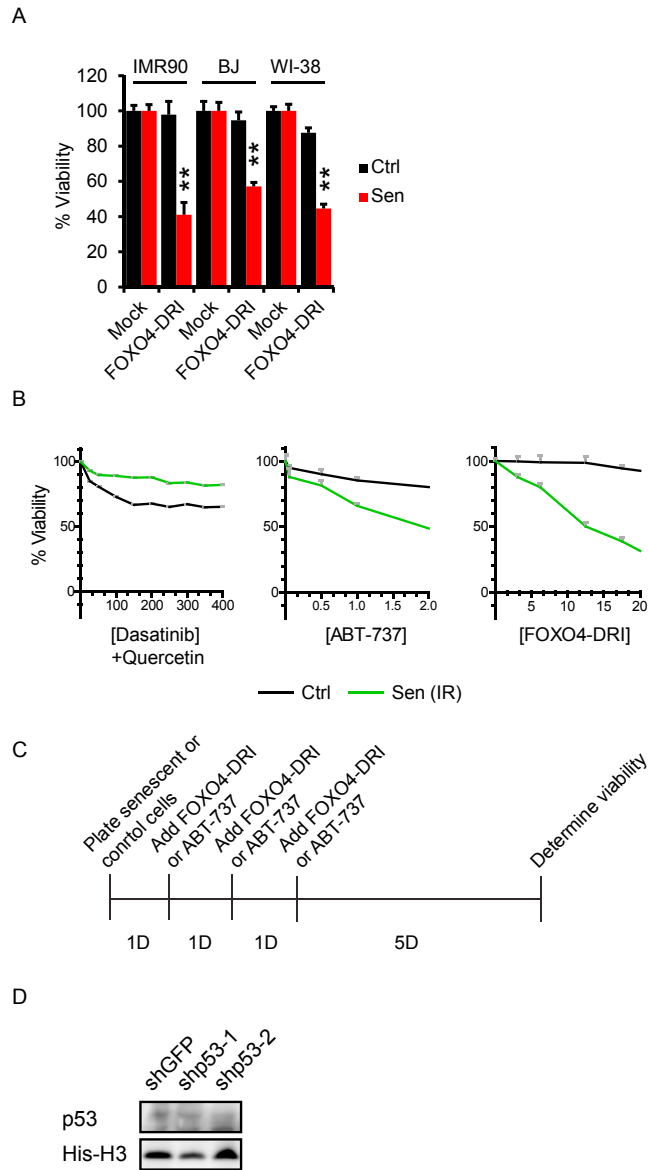 A
IMR90 BJ WI-38
120
100
80
60
40
20
0
% Viability
** ** **
Ctrl
Sen
Mock
FOXO4-DRI
Mock
FOXO4-DRI
Mock
FOXO4-DRI
B
% Viability
100
50
0
100 200 300 400
[Dasatinib]
+Quercetin
100
50
0
0.5 1.0 1.5 2.0
[ABT-737]
100
50
0
5 10 15 20
[FOXO4-DRI]
Ctrl Sen (IR)
C
Plate senescent or
conrtol cells
Add FOXO4-DRI
or ABT-737
Add FOXO4-DRI
or ABT-737
Add FOXO4-DRI
or ABT-737
Determine viability
1D 1D 1D 5D
D
shGFP
shp53-1
shp53-2
p53
His-H3